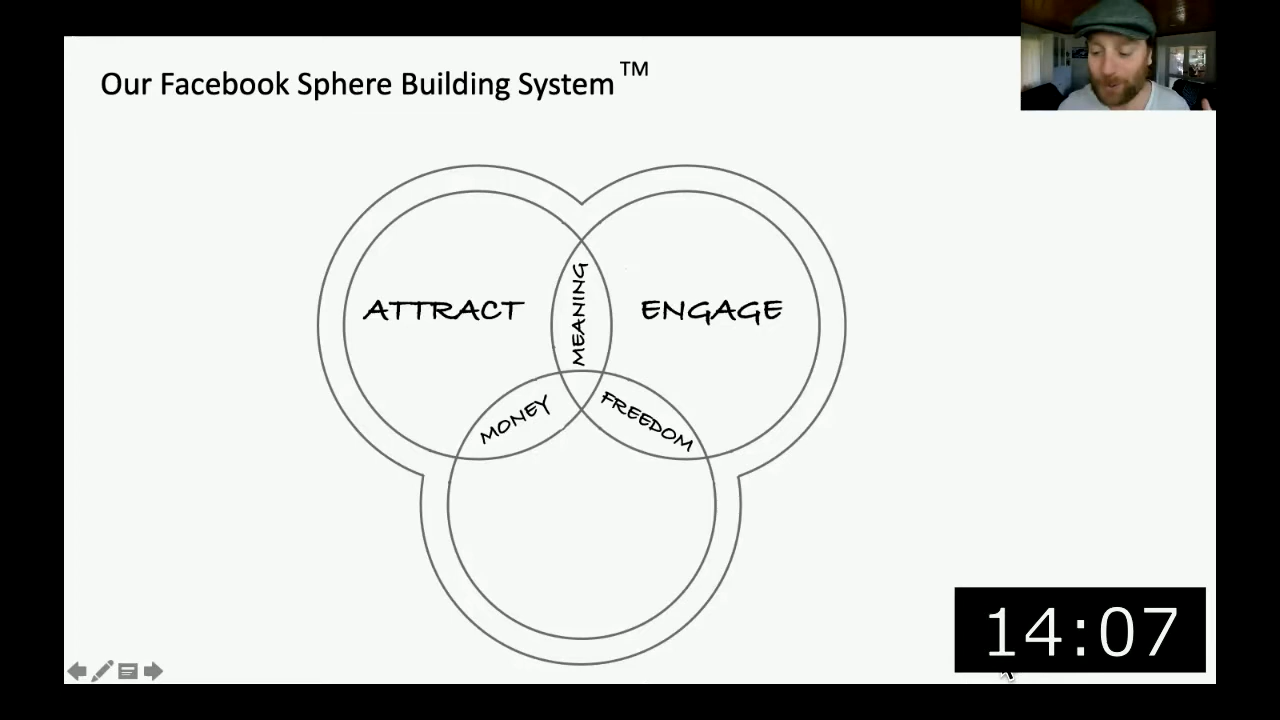 Our Facebook Sphere Building System™
ATTRACT
MEANING
ENGAGE
MONEY
FREEDOM
14:07